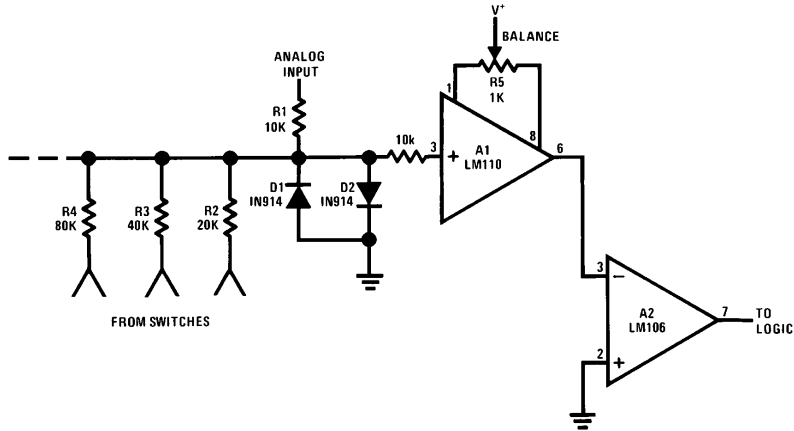 V+
BALANCE
R5
1K
ANALOG
INPUT
R1
10K
1
8
10k
3
+
A1
LM110
6
R4
80K
R3
40K
R2
20K
D1
IN914
D2
IN914
FROM SWITCHES
3
−
A2
LM106
7
TO
LOGIC
2
+